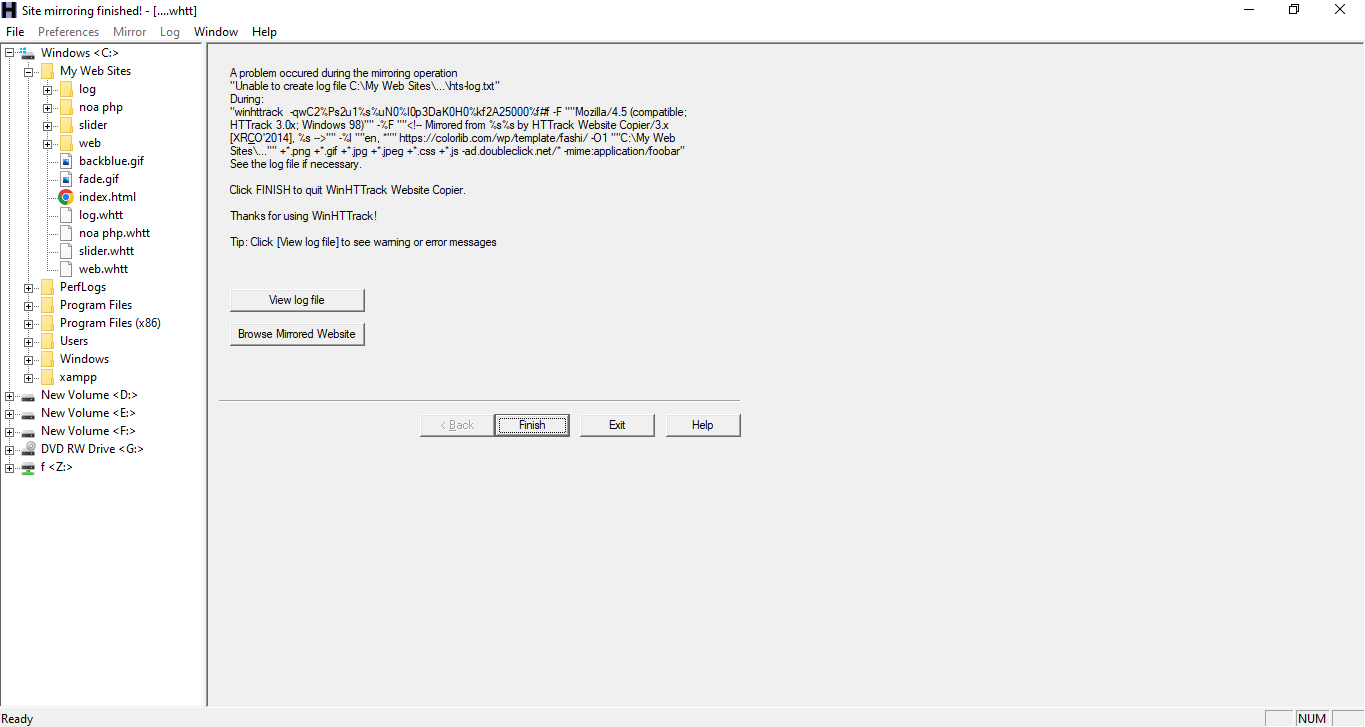 Site mirroring finished! - [....whtt]
File Preferences Mirror Log Window Help
Windows <C:>
My Web Sites
log
noa php
slider
web
backblue.gif
fade.gif
index.html
log.whtt
noa php.whtt
slider.whtt
web.whtt
PerfLogs
Program Files
Program Files (x86)
Users
Windows
xampp
New Volume <D:>
New Volume <E:>
New Volume <F:>
DVD RW Drive <G:>
f <Z:>
A problem occured during the mirroring operation
"Unable to create log file C:\My Web Sites\...\hts-log.txt"
During:
"winhttrack -qwC2%Ps2u1%s%uN0%I0p3DaK0H0%kf2A25000%f#f -F ""Mozilla/4.5 (compatible;
HTTrack 3.0x; Windows 98)"" -%F ""<!-- Mirrored from %s%s by HTTrack Website Copier/3.x
[XR&CO'2014], %s -->"" -%l ""en, *"" https://colorlib.com/wp/template/fashi/ -O1 ""C:\My Web
Sites\..."" +*.png +*.gif +*.jpg +*.jpeg +*.css +*.js -ad.doubleclick.net/* -mime:application/foobar"
See the log file if necessary.
Click FINISH to quit WinHTTrack Website Copier.
Thanks for using WinHTTrack!
Tip: Click [View log file] to see warning or error messages
View log file
Browse Mirrored Website
< Back Finish Exit Help
Ready NUM